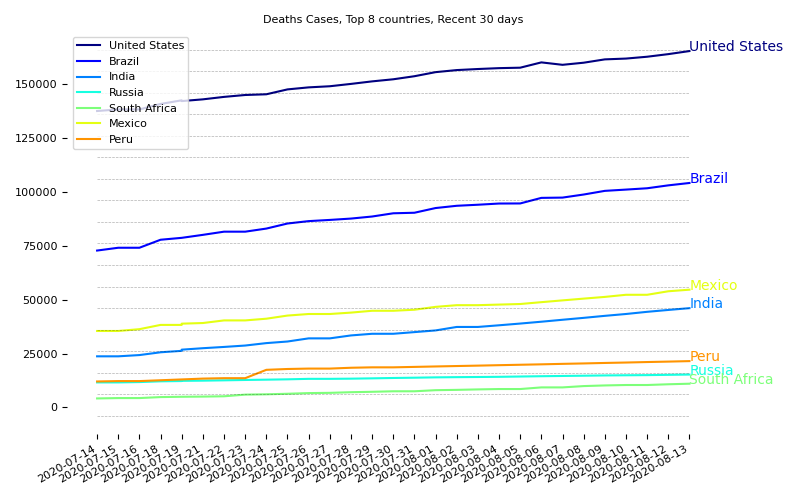 Deaths Cases, Top 8 countries, Recent 30 days
United States
Brazil
India
Russia
South Africa
Mexico
Peru
150000
125000
100000
75000
50000
25000
0
United States
Brazil
Mexico
India
Peru
Russia
South Africa
2020-07-14
2020-07-15
2020-07-16
2020-07-18
2020-07-19
2020-07-21
2020-07-22
2020-07-23
2020-07-24
2020-07-25
2020-07-26
2020-07-27
2020-07-28
2020-07-29
2020-07-30
2020-07-31
2020-08-01
2020-08-02
2020-08-03
2020-08-04
2020-08-05
2020-08-06
2020-08-07
2020-08-08
2020-08-09
2020-08-10
2020-08-11
2020-08-12
2020-08-13